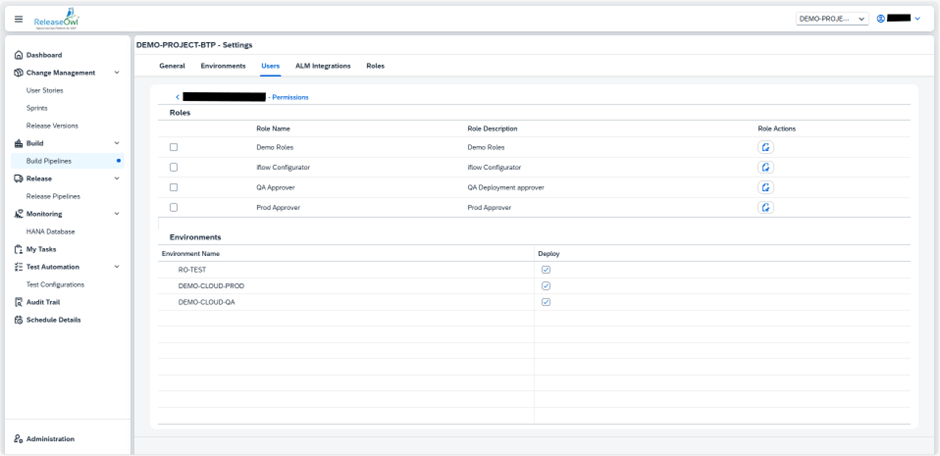 ReleaseOwl
DEMO-PROJE...
DEMO-PROJECT-BTP - Settings
General Environments Users ALM Integrations Roles
Dashboard
Change Management
User Stories
Sprints
Release Versions
Build
Build Pipelines
Release
Release Pipelines
Monitoring
HANA Database
My Tasks
Test Automation
Test Configurations
Audit Trail
Schedule Details
Administration
- Permissions
Roles
Role Name Role Description Role Actions
Demo Roles Demo Roles
Iflow Configurator Iflow Configurator
QA Approver QA Deployment approver
Prod Approver Prod Approver
Environments
Environment Name Deploy
RO-TEST
DEMO-CLOUD-PROD
DEMO-CLOUD-QA